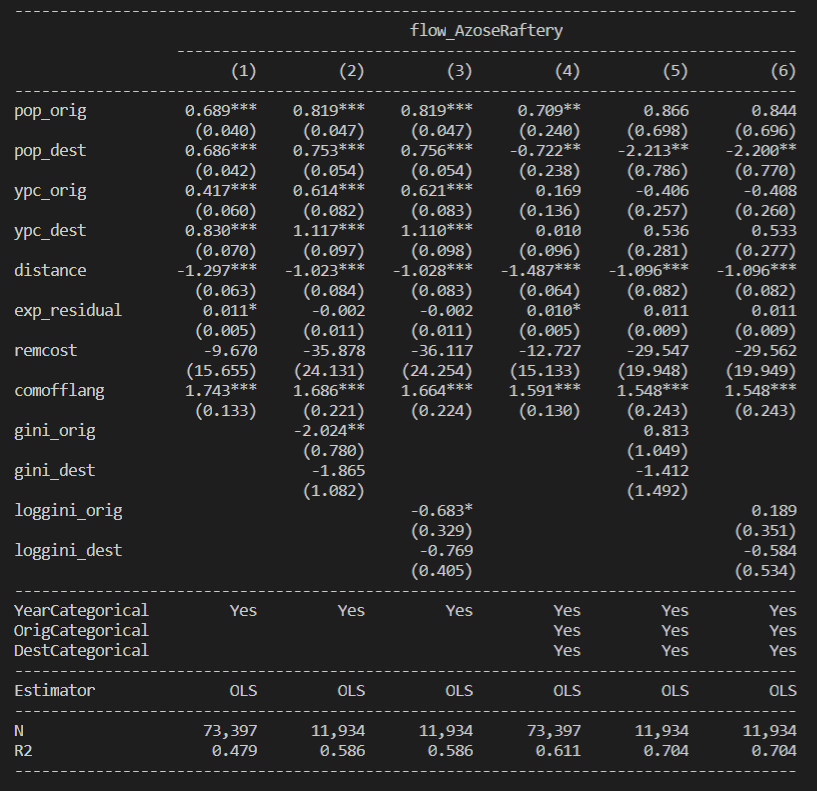 ----------------------------------------------------------------------------------------
flow_AzoseRaftery
---------------------------------------------------------------------
(1) (2) (3) (4) (5) (6)
----------------------------------------------------------------------------------------
pop_orig 0.689*** 0.819*** 0.819*** 0.709** 0.866 0.844
(0.040) (0.047) (0.047) (0.240) (0.698) (0.696)
pop_dest 0.686*** 0.753*** 0.756*** -0.722** -2.213** -2.200**
(0.042) (0.054) (0.054) (0.238) (0.786) (0.770)
ypc_orig 0.417*** 0.614*** 0.621*** 0.169 -0.406 -0.408
(0.060) (0.082) (0.083) (0.136) (0.257) (0.260)
ypc_dest 0.830*** 1.117*** 1.110*** 0.010 0.536 0.533
(0.070) (0.097) (0.098) (0.096) (0.281) (0.277)
distance -1.297*** -1.023*** -1.028*** -1.487*** -1.096*** -1.096***
(0.063) (0.084) (0.083) (0.064) (0.082) (0.082)
exp_residual 0.011* -0.002 -0.002 0.010* 0.011 0.011
(0.005) (0.011) (0.011) (0.005) (0.009) (0.009)
remcost -9.670 -35.878 -36.117 -12.727 -29.547 -29.562
(15.655) (24.131) (24.254) (15.133) (19.948) (19.949)
comofflang 1.743*** 1.686*** 1.664*** 1.591*** 1.548*** 1.548***
(0.133) (0.221) (0.224) (0.130) (0.243) (0.243)
gini_orig -2.024** 0.813
(0.780) (1.049)
gini_dest -1.865 -1.412
(1.082) (1.492)
loggini_orig -0.683* 0.189
(0.329) (0.351)
loggini_dest -0.769 -0.584
(0.405) (0.534)
----------------------------------------------------------------------------------------
YearCategorical Yes Yes Yes Yes Yes Yes
OrigCategorical Yes Yes Yes
DestCategorical Yes Yes Yes
----------------------------------------------------------------------------------------
Estimator OLS OLS OLS OLS OLS OLS
----------------------------------------------------------------------------------------
N 73,397 11,934 11,934 73,397 11,934 11,934
R2 0.479 0.586 0.586 0.611 0.704 0.704
----------------------------------------------------------------------------------------